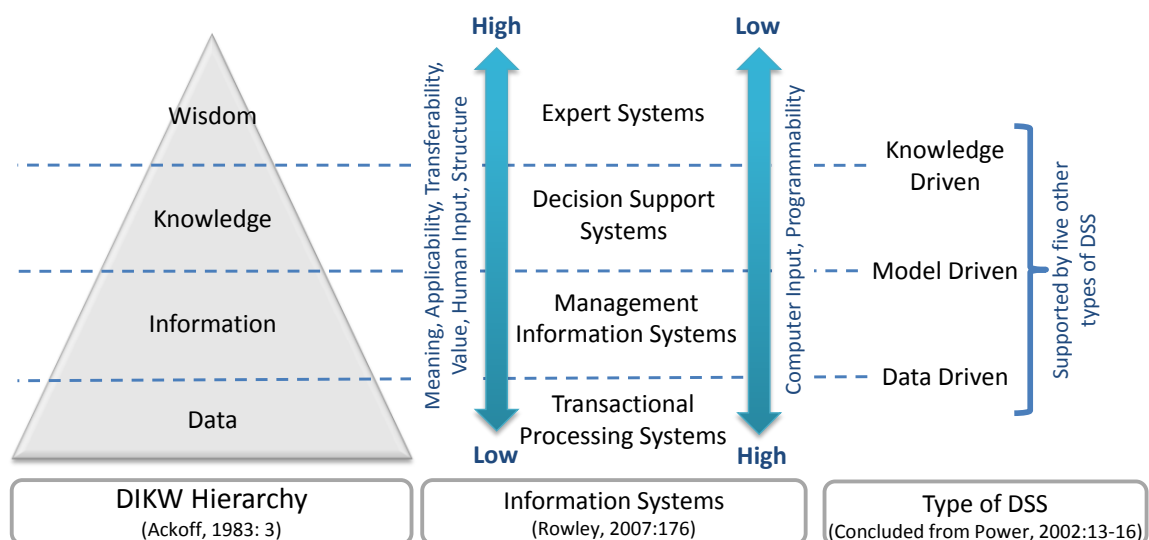 High
Low
Wisdom
Knowledge
Information
Data
Meaning, Applicability, Transferability,
Value, Human Input, Structure
Expert Systems
Decision Support
Systems
Management
Information Systems
Transactional
Processing Systems
Computer Input, Programmability
Knowledge
Driven
Model Driven
Data Driven
Supported by five other
types of DSS
Low
High
DIKW Hierarchy
(Ackoff, 1983: 3)
Information Systems
(Rowley, 2007:176)
Type of DSS
(Concluded from Power, 2002:13-16)